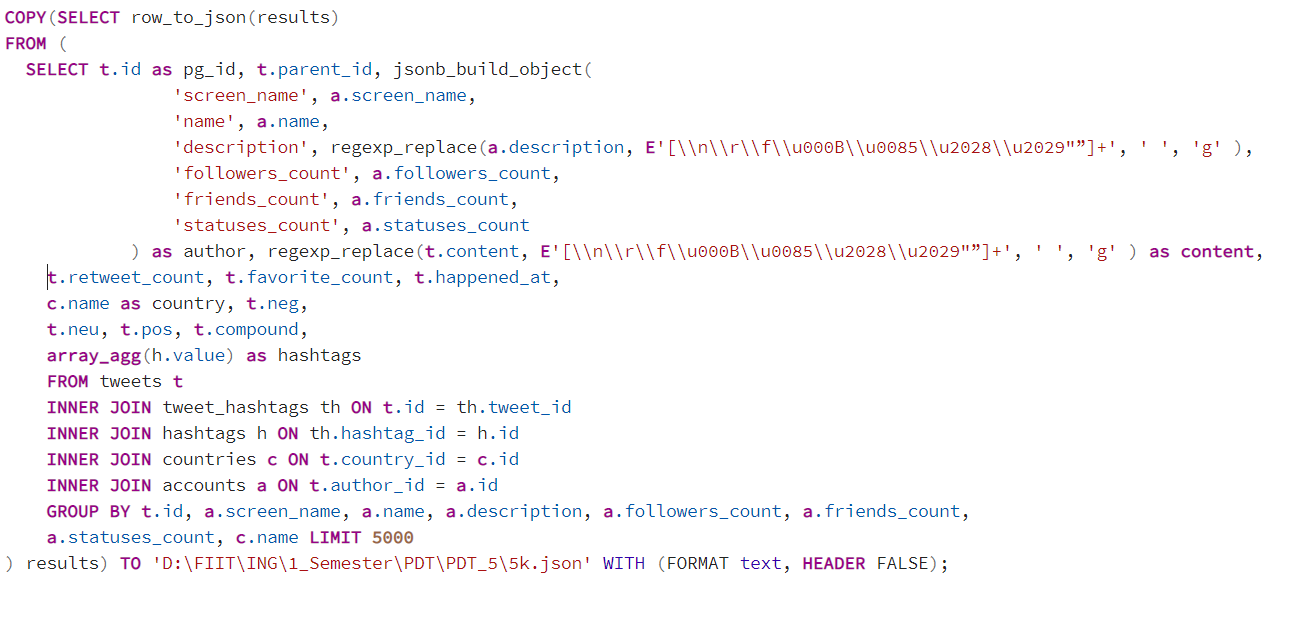 COPY(SELECT row_to_json(results)
FROM (
  SELECT t.id as pg_id, t.parent_id, jsonb_build_object(
                'screen_name', a.screen_name,
                'name', a.name,
                'description', regexp_replace(a.description, E'[\\n\\r\\f\\u000B\\u0085\\u2028\\u2029"”]+', ' ', 'g' ),
                'followers_count', a.followers_count,
                'friends_count', a.friends_count,
                'statuses_count', a.statuses_count
            ) as author, regexp_replace(t.content, E'[\\n\\r\\f\\u000B\\u0085\\u2028\\u2029"”]+', ' ', 'g' ) as content,
    t.retweet_count, t.favorite_count, t.happened_at,
    c.name as country, t.neg,
    t.neu, t.pos, t.compound,
    array_agg(h.value) as hashtags
    FROM tweets t
    INNER JOIN tweet_hashtags th ON t.id = th.tweet_id
    INNER JOIN hashtags h ON th.hashtag_id = h.id
    INNER JOIN countries c ON t.country_id = c.id
    INNER JOIN accounts a ON t.author_id = a.id
    GROUP BY t.id, a.screen_name, a.name, a.description, a.followers_count, a.friends_count,
    a.statuses_count, c.name LIMIT 5000
) results) TO 'D:\FIIT\ING\1_Semester\PDT\PDT_5\5k.json' WITH (FORMAT text, HEADER FALSE);